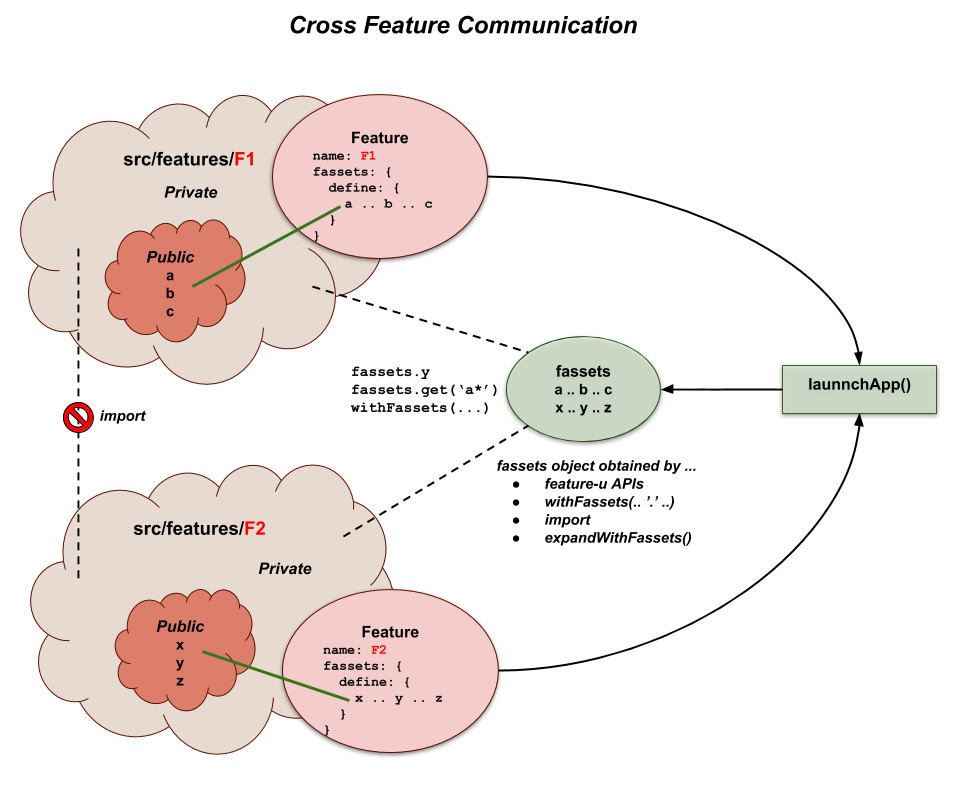 Cross Feature Communication
src/features/F1
Private
Public
a
b
c
Feature
name: F1
fassets: {
define: {
a .. b .. c
}
}
fassets.y
fassets.get(‘a*’)
withFassets(...)
fassets
a .. b .. c
x .. y .. z
launnchApp()
import
fassets object obtained by ...
● feature-u APIs
● withFassets(.. ’.’ ..)
● import
● expandWithFassets()
src/features/F2
Private
Public
x
y
z
Feature
name: F2
fassets: {
define: {
x .. y .. z
}
}